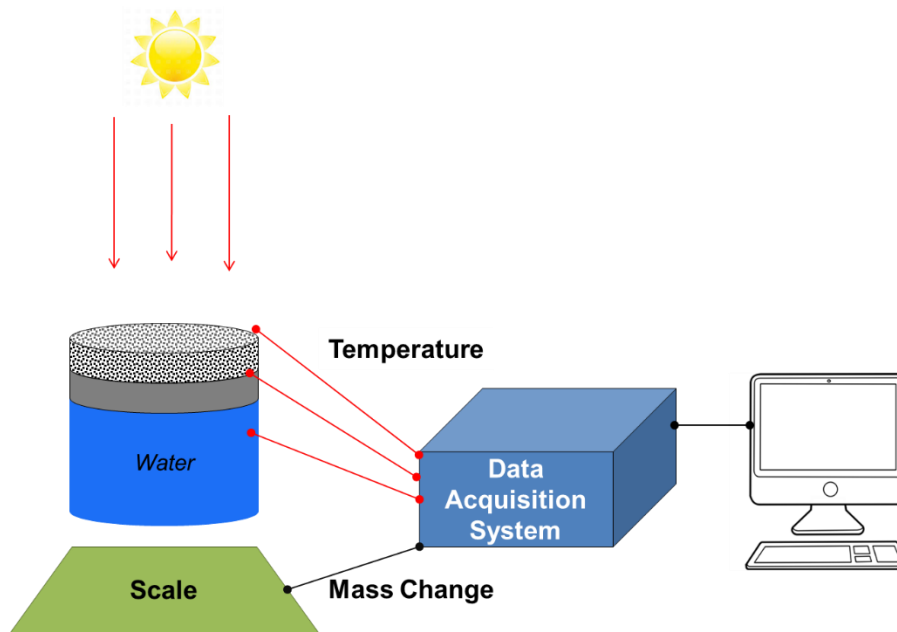 Temperature
Water
Data
Acquisition
System
Scale
Mass Change